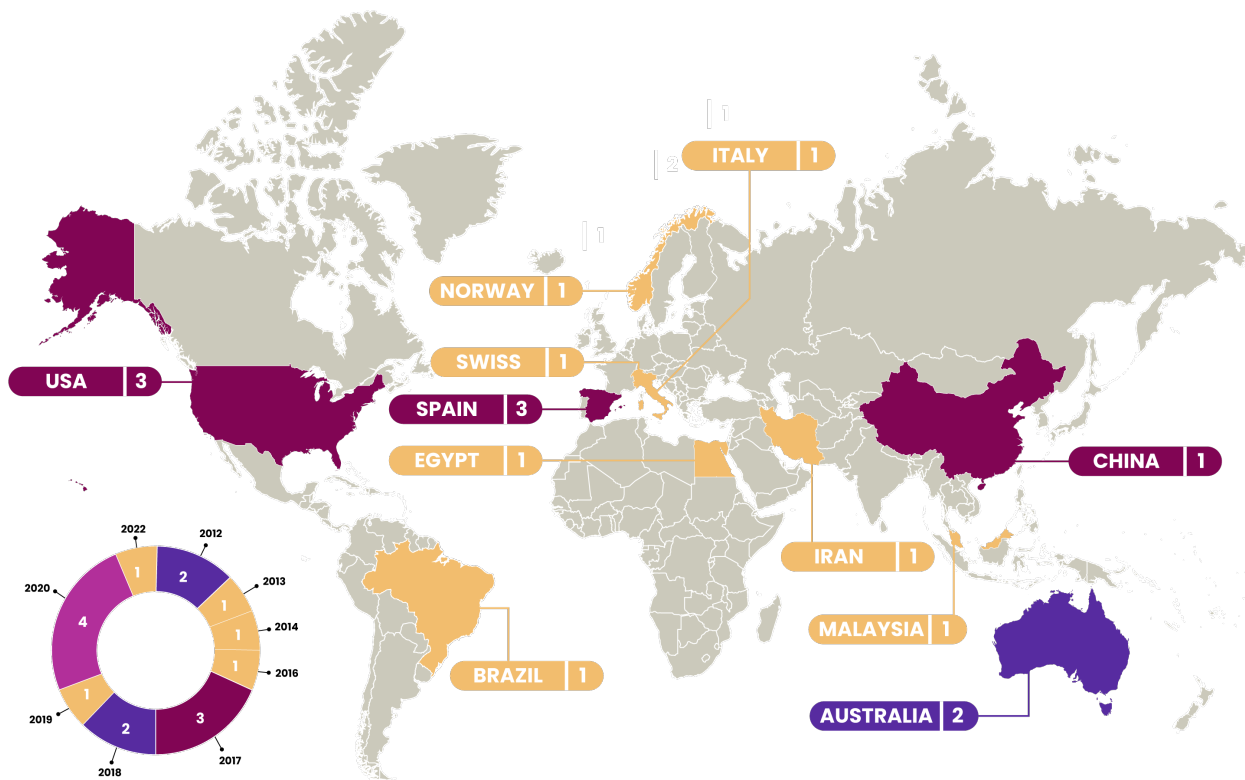 1
2
ITALY 1
1
NORWAY 1
SWISS 1
USA 3
SPAIN 3
EGYPT 1
CHINA 1
IRAN 1
MALAYSIA 1
BRAZIL 1
AUSTRALIA 2
2022
2012
2013
2014
2016
2017
2018
2019
2020
1
2
1
1
1
3
2
1
4